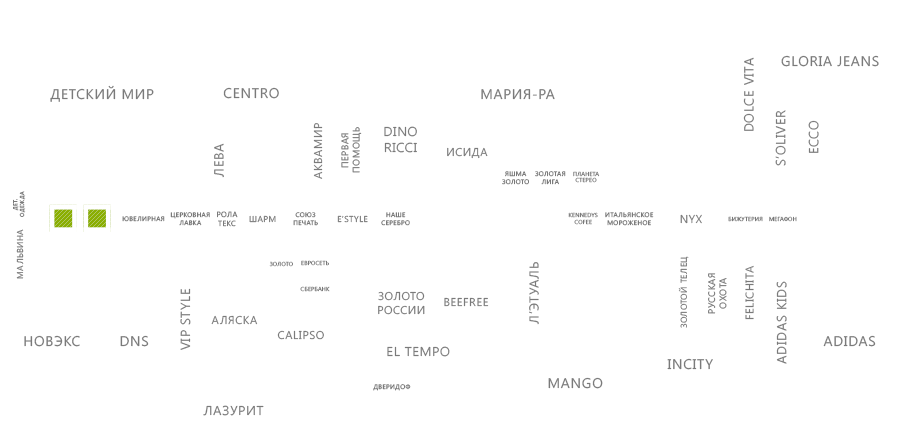 GLORIA JEANS
DOLCE VITA
ДЕТСКИЙ МИР
CENTRO
МАРИЯ-РА
S'OLIVER
ECCO
ЛЕВА
АКВАМИР
ПЕРВАЯ
ПОМОЩЬ
DINO
RICCI
ИСИДА
ЯШМА
ЗОЛОТО
ЗОЛОТАЯ
ЛИГА
ПЛАНЕТА
СТЕРЕО
ДЕТ.
ОДЕЖДА
ЮВЕЛИРНАЯ
ЦЕРКОВНАЯ
ЛАВКА
РОЛА
ТЕКС
ШАРМ
СОЮЗ
ПЕЧАТЬ
E'STYLE
НАШЕ
СЕРЕБРО
KENNEDYS
COFEE
ИТАЛЬЯНСКОЕ
МОРОЖЕНОЕ
NYX
БИЖУТЕРИЯ
МЕГАФОН
МАЛЬВИНА
ЗОЛОТО
ЕВРОСЕТЬ
СБЕРБАНК
ЗОЛОТО
РОССИИ
BEEFREE
Л'ЭТУАЛЬ
ЗОЛОТОЙ ТЕЛЕЦ
РУССКАЯ
ОХОТА
FELICHITA
ADIDAS KIDS
VIP STYLE
АЛЯСКА
CALIPSO
НОВЭКС
DNS
ADIDAS
EL TEMPO
INCITY
ДВЕРИДОФ
MANGO
ЛАЗУРИТ